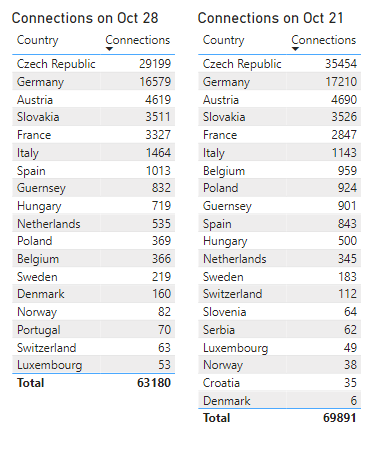 Connections on Oct 28
Country Connections
Czech Republic 29199
Germany 16579
Austria 4619
Slovakia 3511
France 3327
Italy 1464
Spain 1013
Guernsey 832
Hungary 719
Netherlands 535
Poland 369
Belgium 366
Sweden 219
Denmark 160
Norway 82
Portugal 70
Switzerland 63
Luxembourg 53
Total 63180
Connections on Oct 21
Country Connections
Czech Republic 35454
Germany 17210
Austria 4690
Slovakia 3526
France 2847
Italy 1143
Belgium 959
Poland 924
Guernsey 901
Spain 843
Hungary 500
Netherlands 345
Sweden 183
Switzerland 112
Slovenia 64
Serbia 62
Luxembourg 49
Norway 38
Croatia 35
Denmark 6
Total 69891